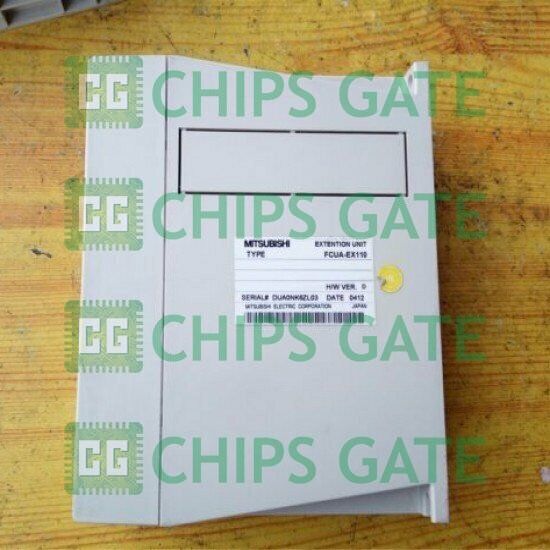 CG CHIPS GATE
CG CHIPS GATE
MITSUBISHI EXTENTION UNIT
TYPE FCUA-EX110
H/W VER. 0
SERIAL# DUA0NK6ZL03 DATE 0412
MITSUBISHI ELECTRIC CORPORATION JAPAN
CG CHIPS GATE
CG CHIPS GATE